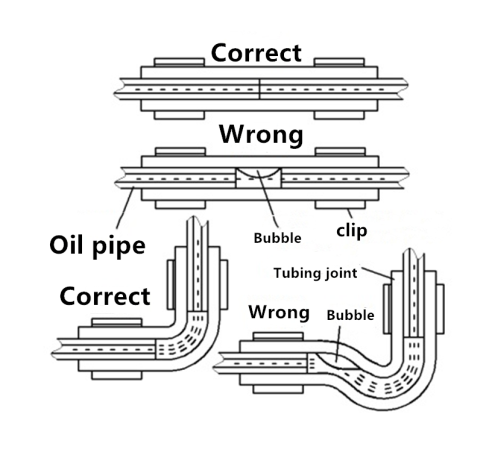 Correct
Wrong
Bubble
clip
Oil pipe
Tubing joint
Correct
Wrong
Bubble